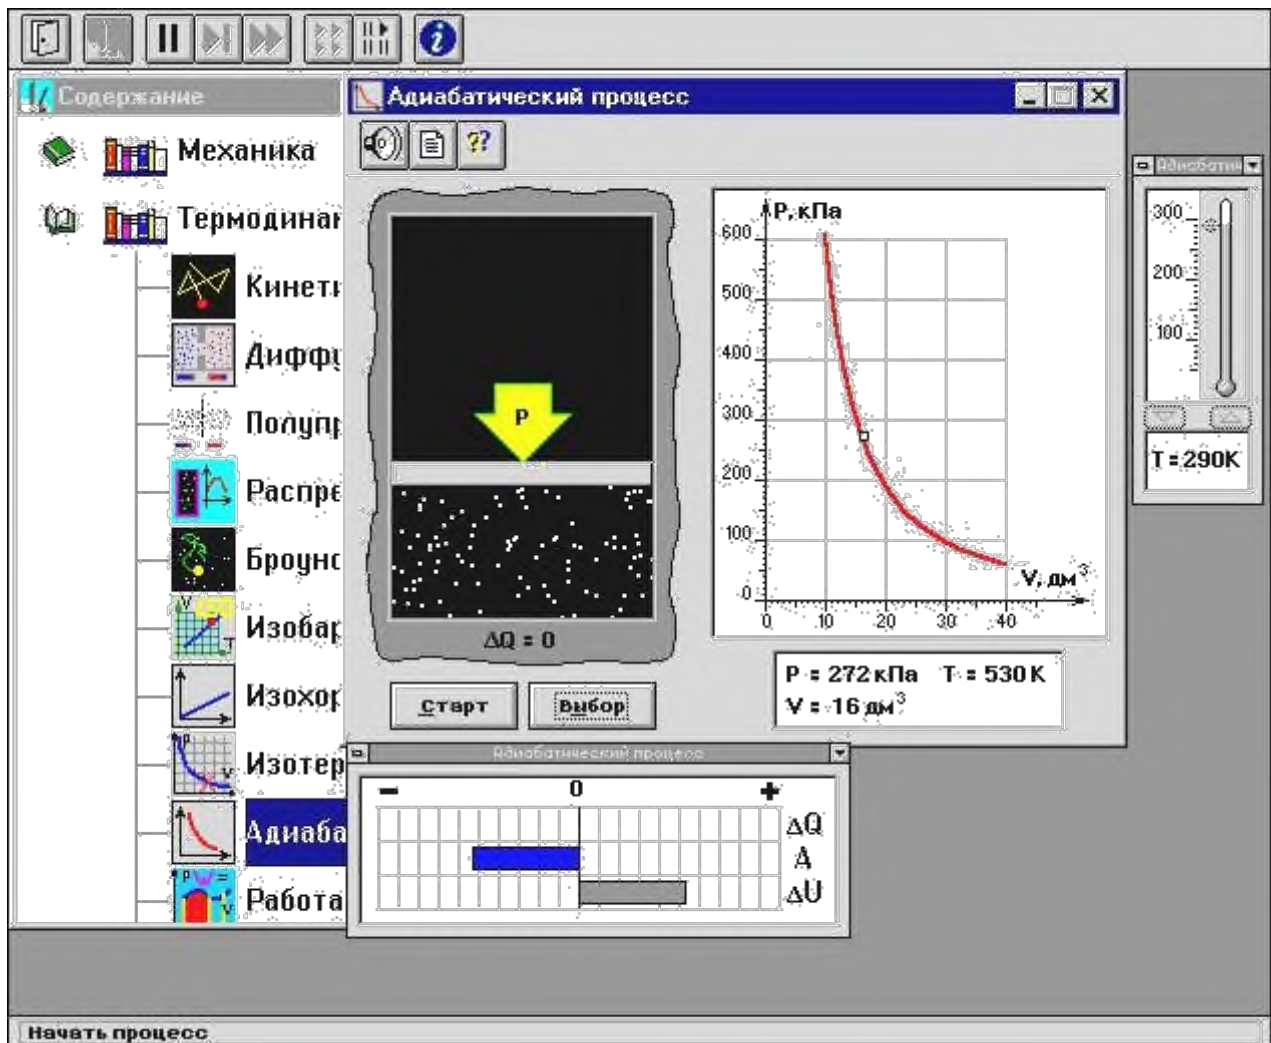 Содержание
Механика
Термодинам
Кинети
Диффу
Полупр
Распре
Броунс
Изобар
Изохор
Изотер
Адиаба
Работа
Адиабатический процесс
??
P
ΔQ = 0
Старт
Выбор
P, кПа
600
500
400
300
200
100
0
0 10 20 30 40
V, дм³
P = 272 кПа T = 530 K
V = 16 дм³
Адиабатич
300
200
100
T = 290K
Адиабатический процесс
− 0 +
ΔQ
A
ΔU
Начать процесс